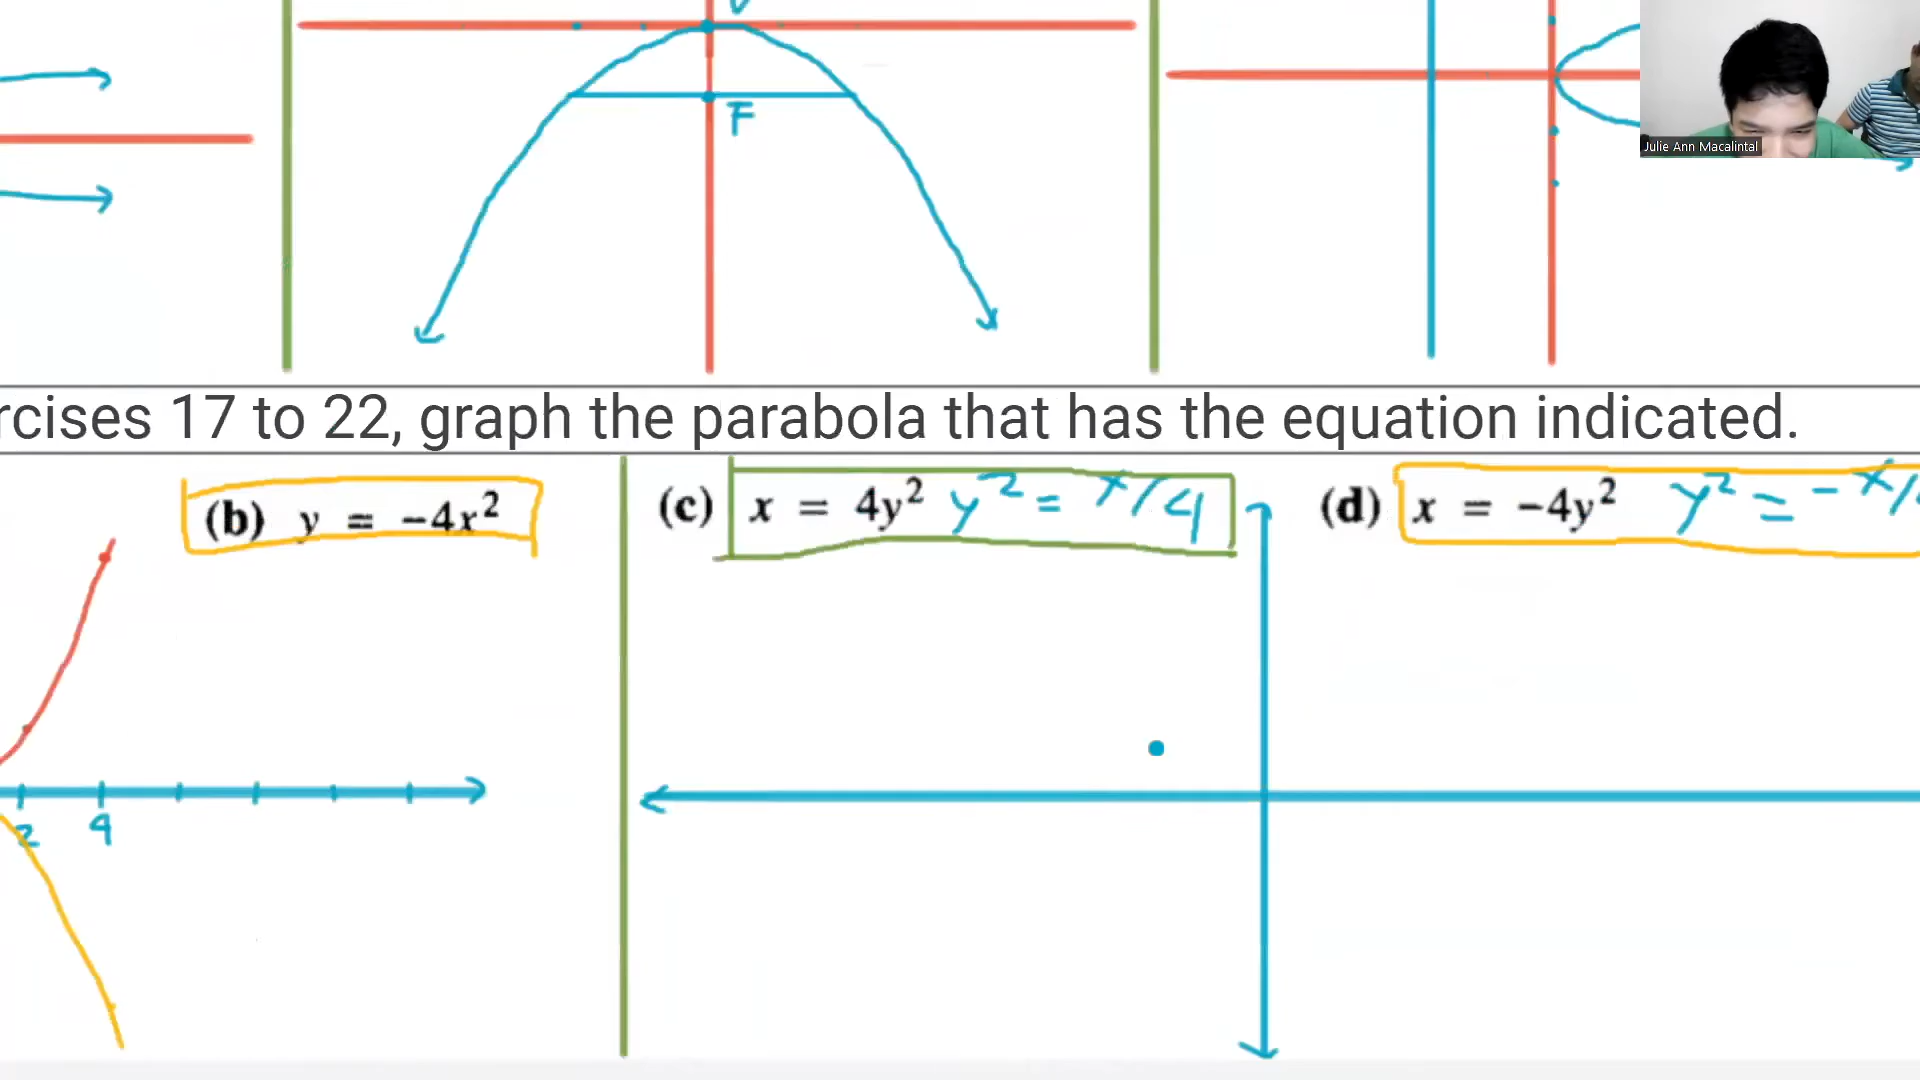 F
Julie Ann Macalintal
rcises 17 to 22, graph the parabola that has the equation indicated.
(b) y = -4x²
(c) x = 4y² y² = x/4
(d) x = -4y² y² = -x/
2 4